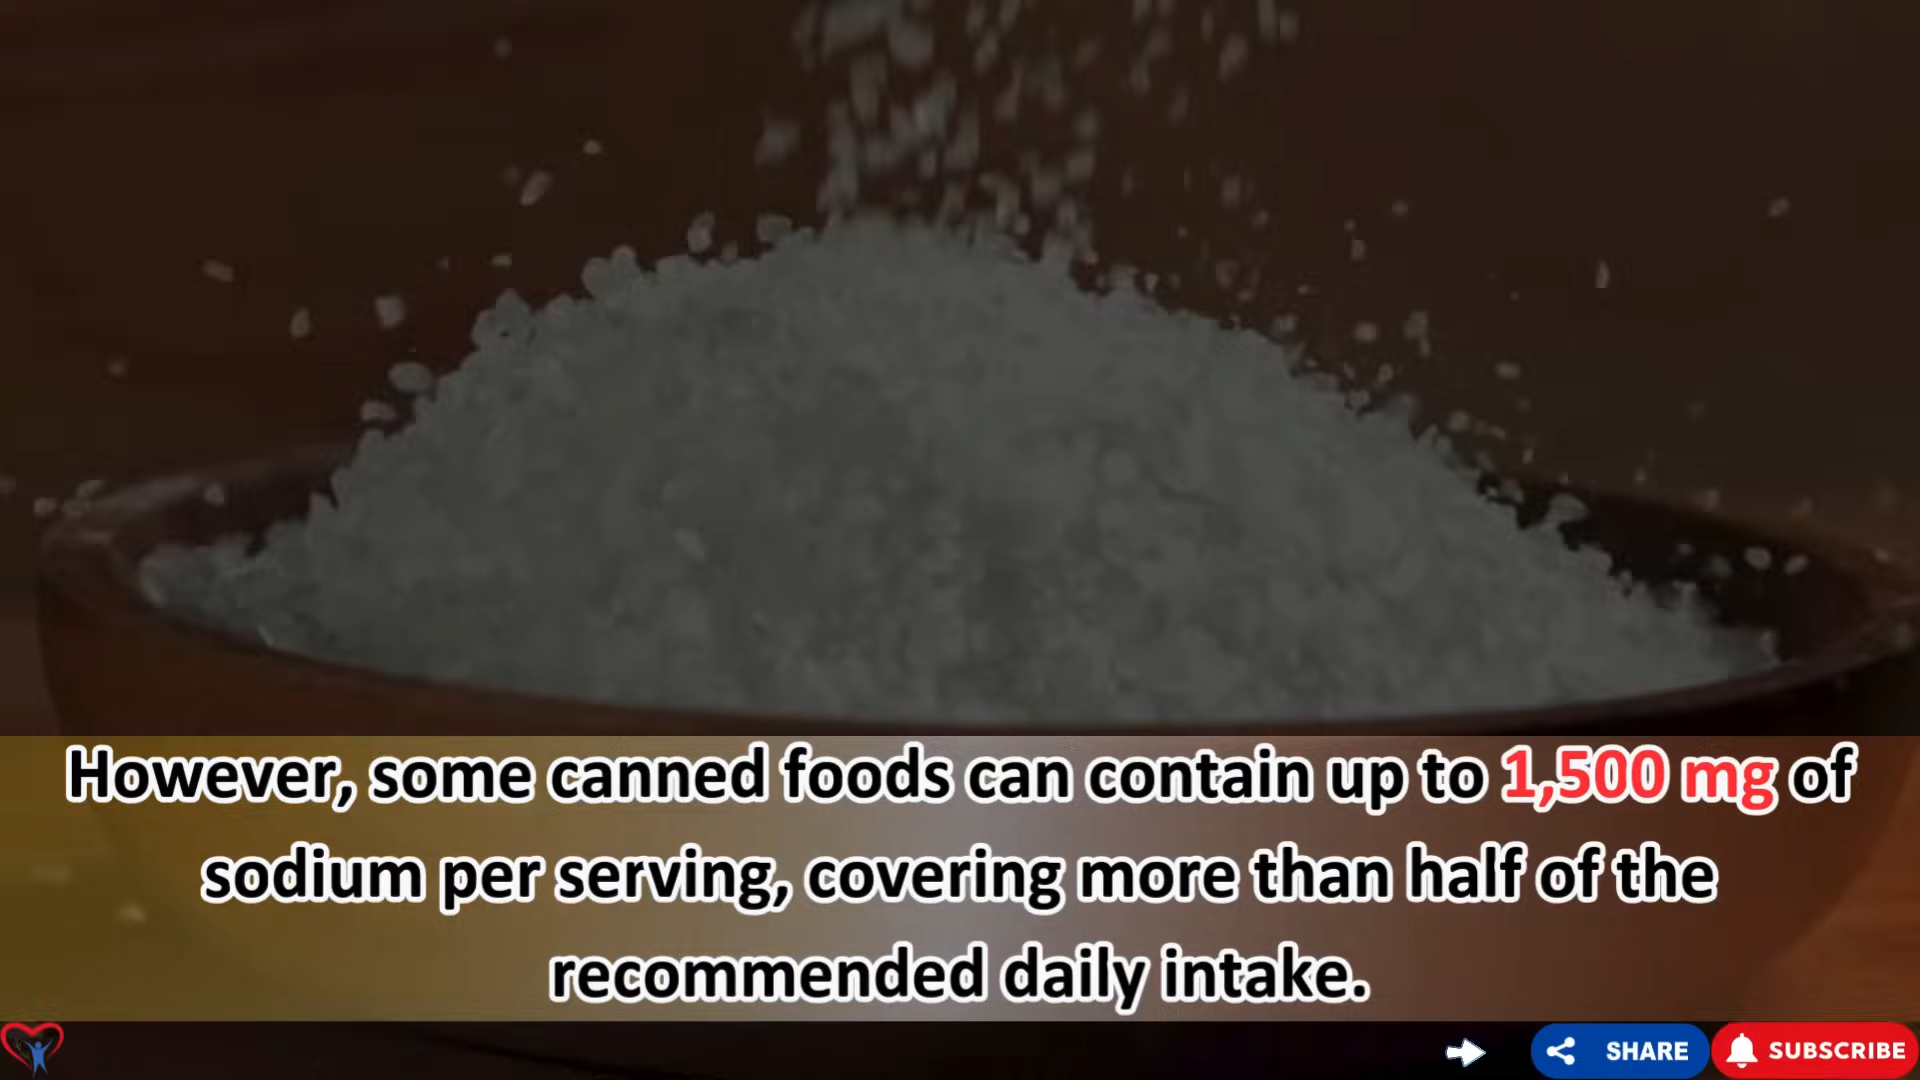 However, some canned foods can contain up to 1,500 mg of
sodium per serving, covering more than half of the
recommended daily intake.
SHARE
SUBSCRIBE